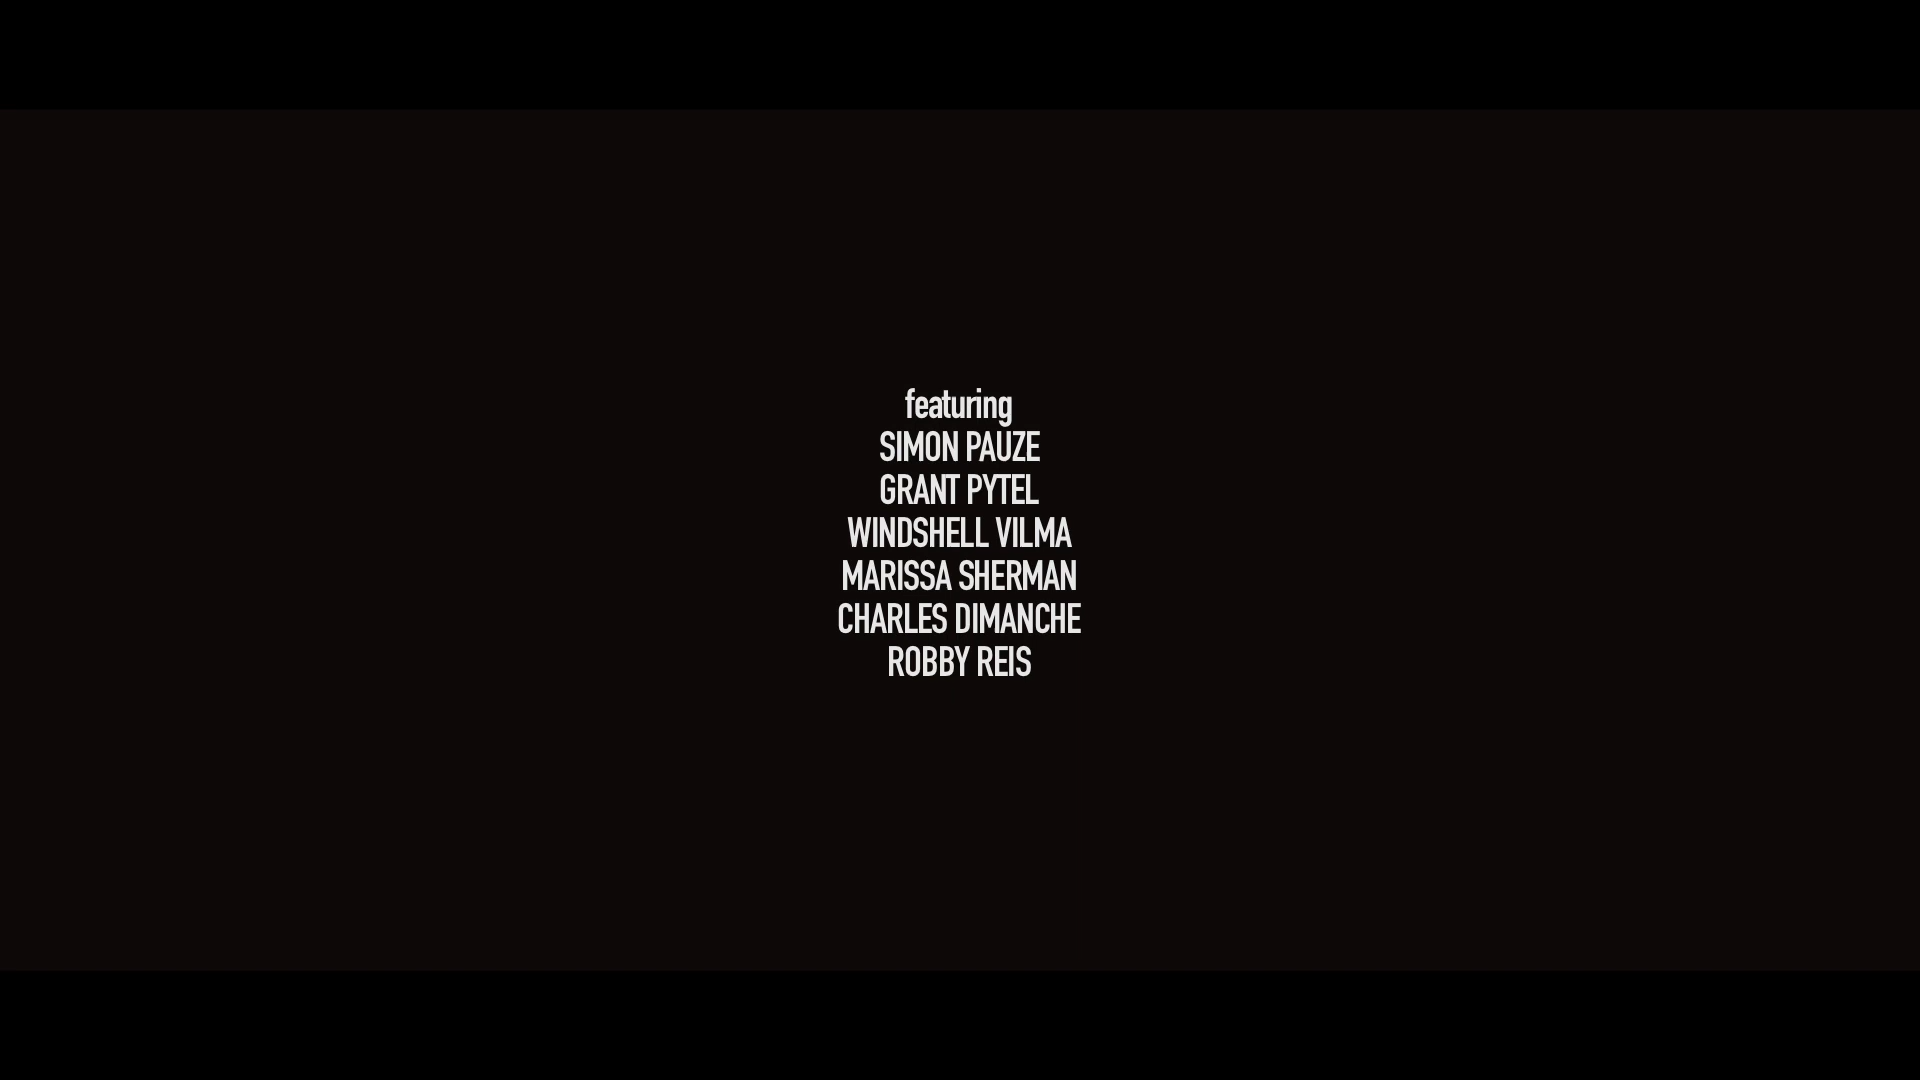 featuring
SIMON PAUZE
GRANT PYTEL
WINDSHELL VILMA
MARISSA SHERMAN
CHARLES DIMANCHE
ROBBY REIS